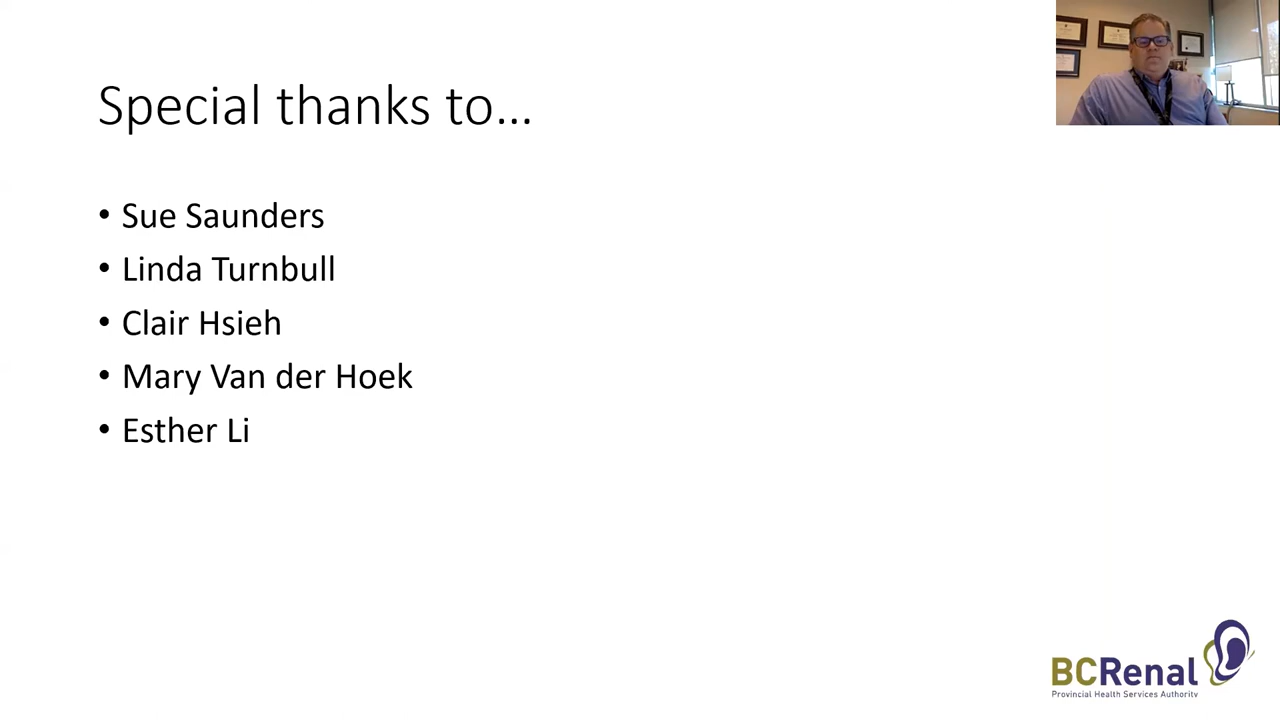 Special thanks to...
• Sue Saunders
• Linda Turnbull
• Clair Hsieh
• Mary Van der Hoek
• Esther Li
BCRenal
Provincial Health Services Authority